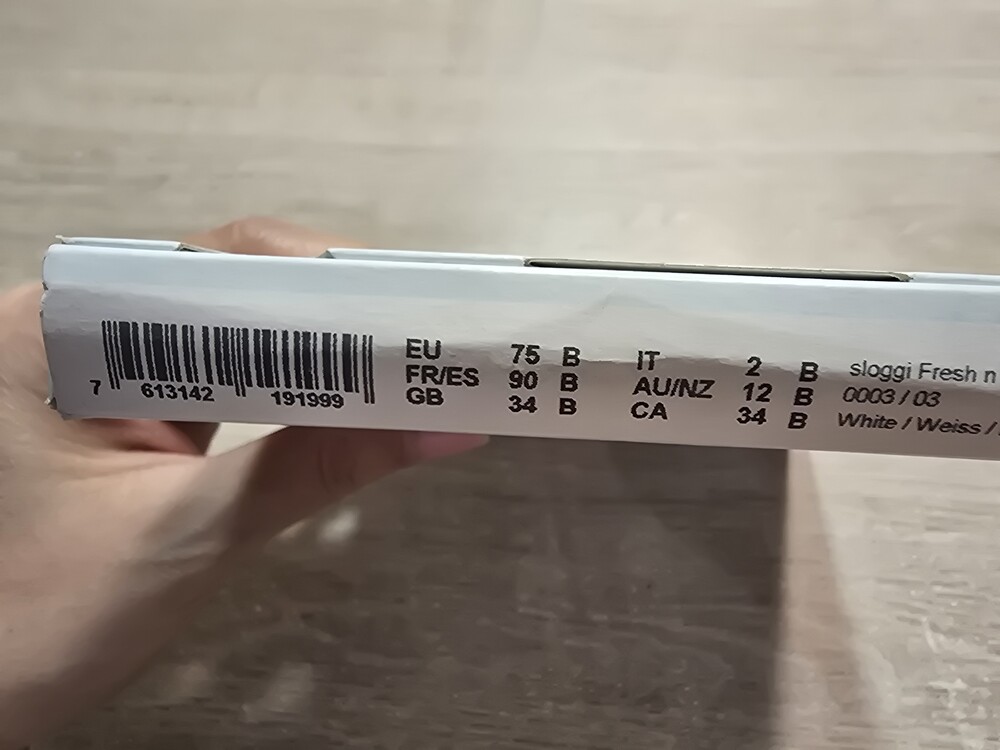 7 613142 191999
EU 75 B
FR/ES 90 B
GB 34 B
IT 2 B
AU/NZ 12 B
CA 34 B
sloggi Fresh n
0003 / 03
White / Weiss /